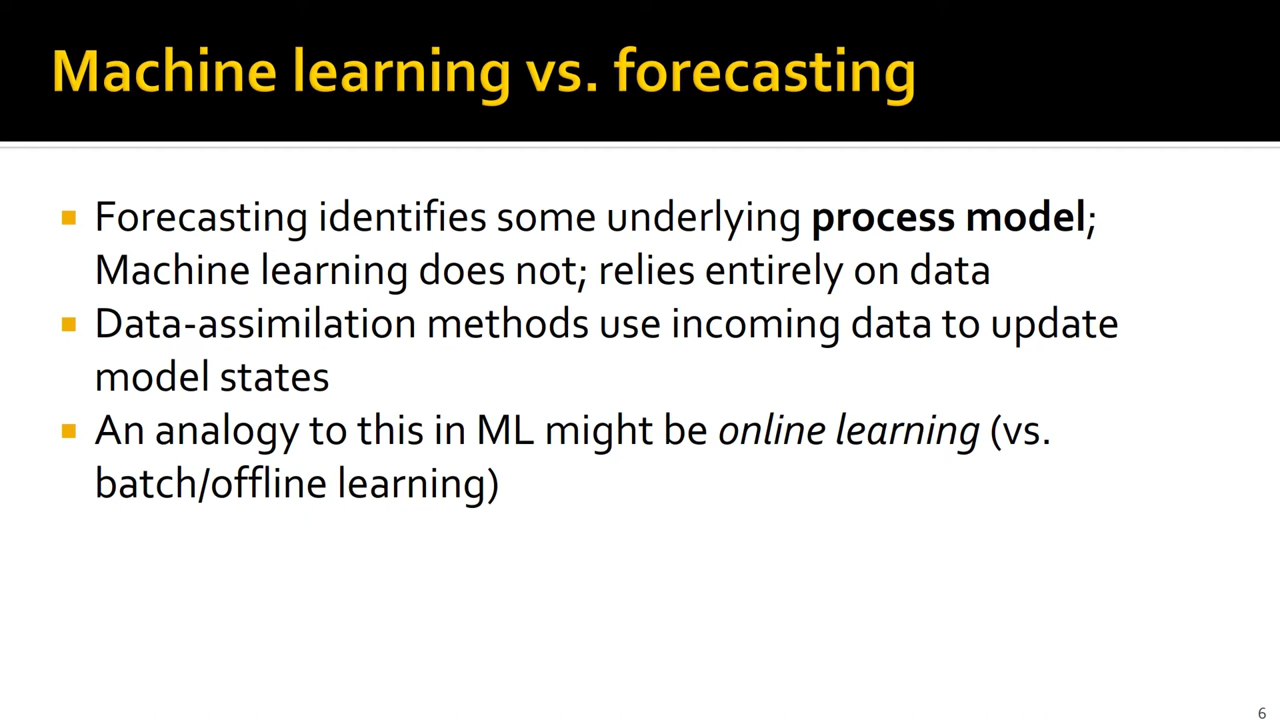 Machine learning vs. forecasting
▪ Forecasting identifies some underlying process model;
Machine learning does not; relies entirely on data
▪ Data-assimilation methods use incoming data to update
model states
▪ An analogy to this in ML might be online learning (vs.
batch/offline learning)
6